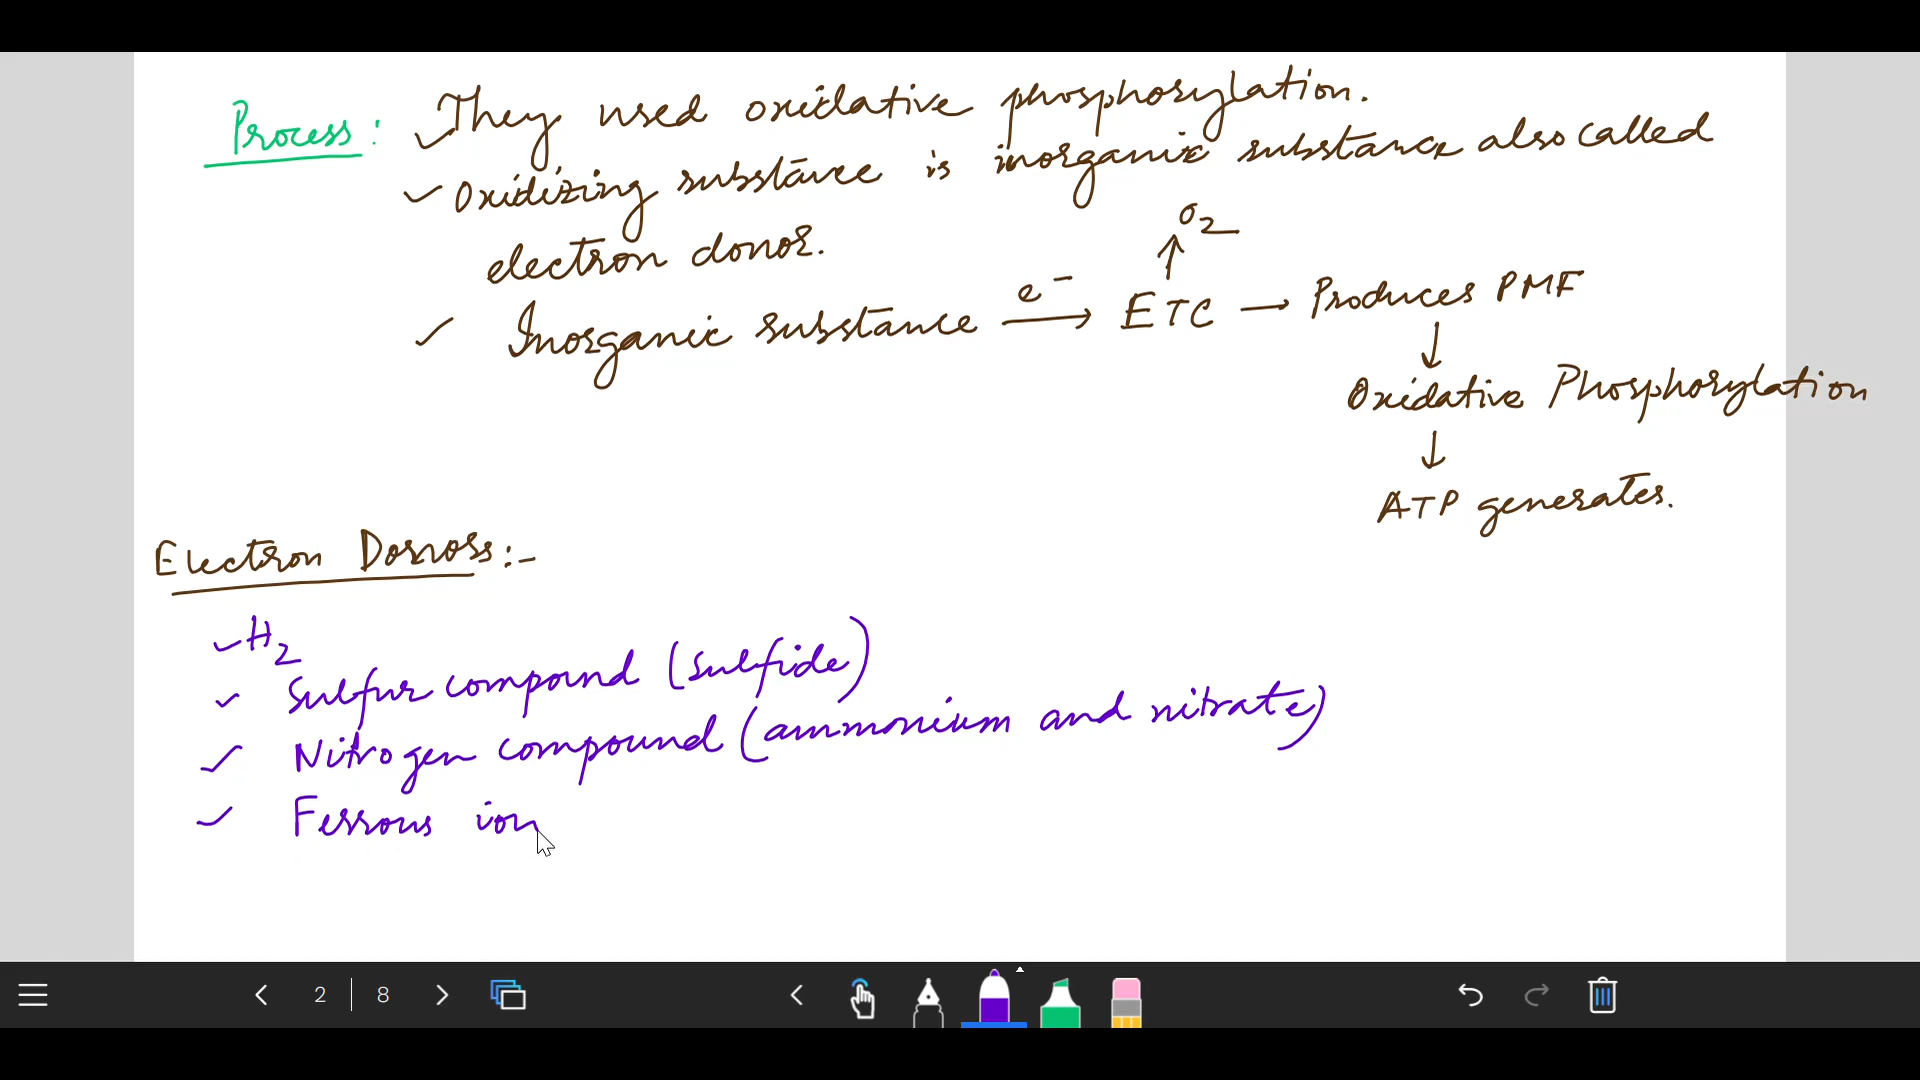 Process: They used oxidative phosphorylation.
Oxidizing substance is inorganic substance also called
electron donor.
O2
Inorganic substance e- → ETC → Produces PMF
Oxidative Phosphorylation
ATP generates.
Electron Donors:-
H2
Sulfur compound (sulfide)
Nitrogen compound (ammonium and nitrate)
Ferrous ion
2 | 8